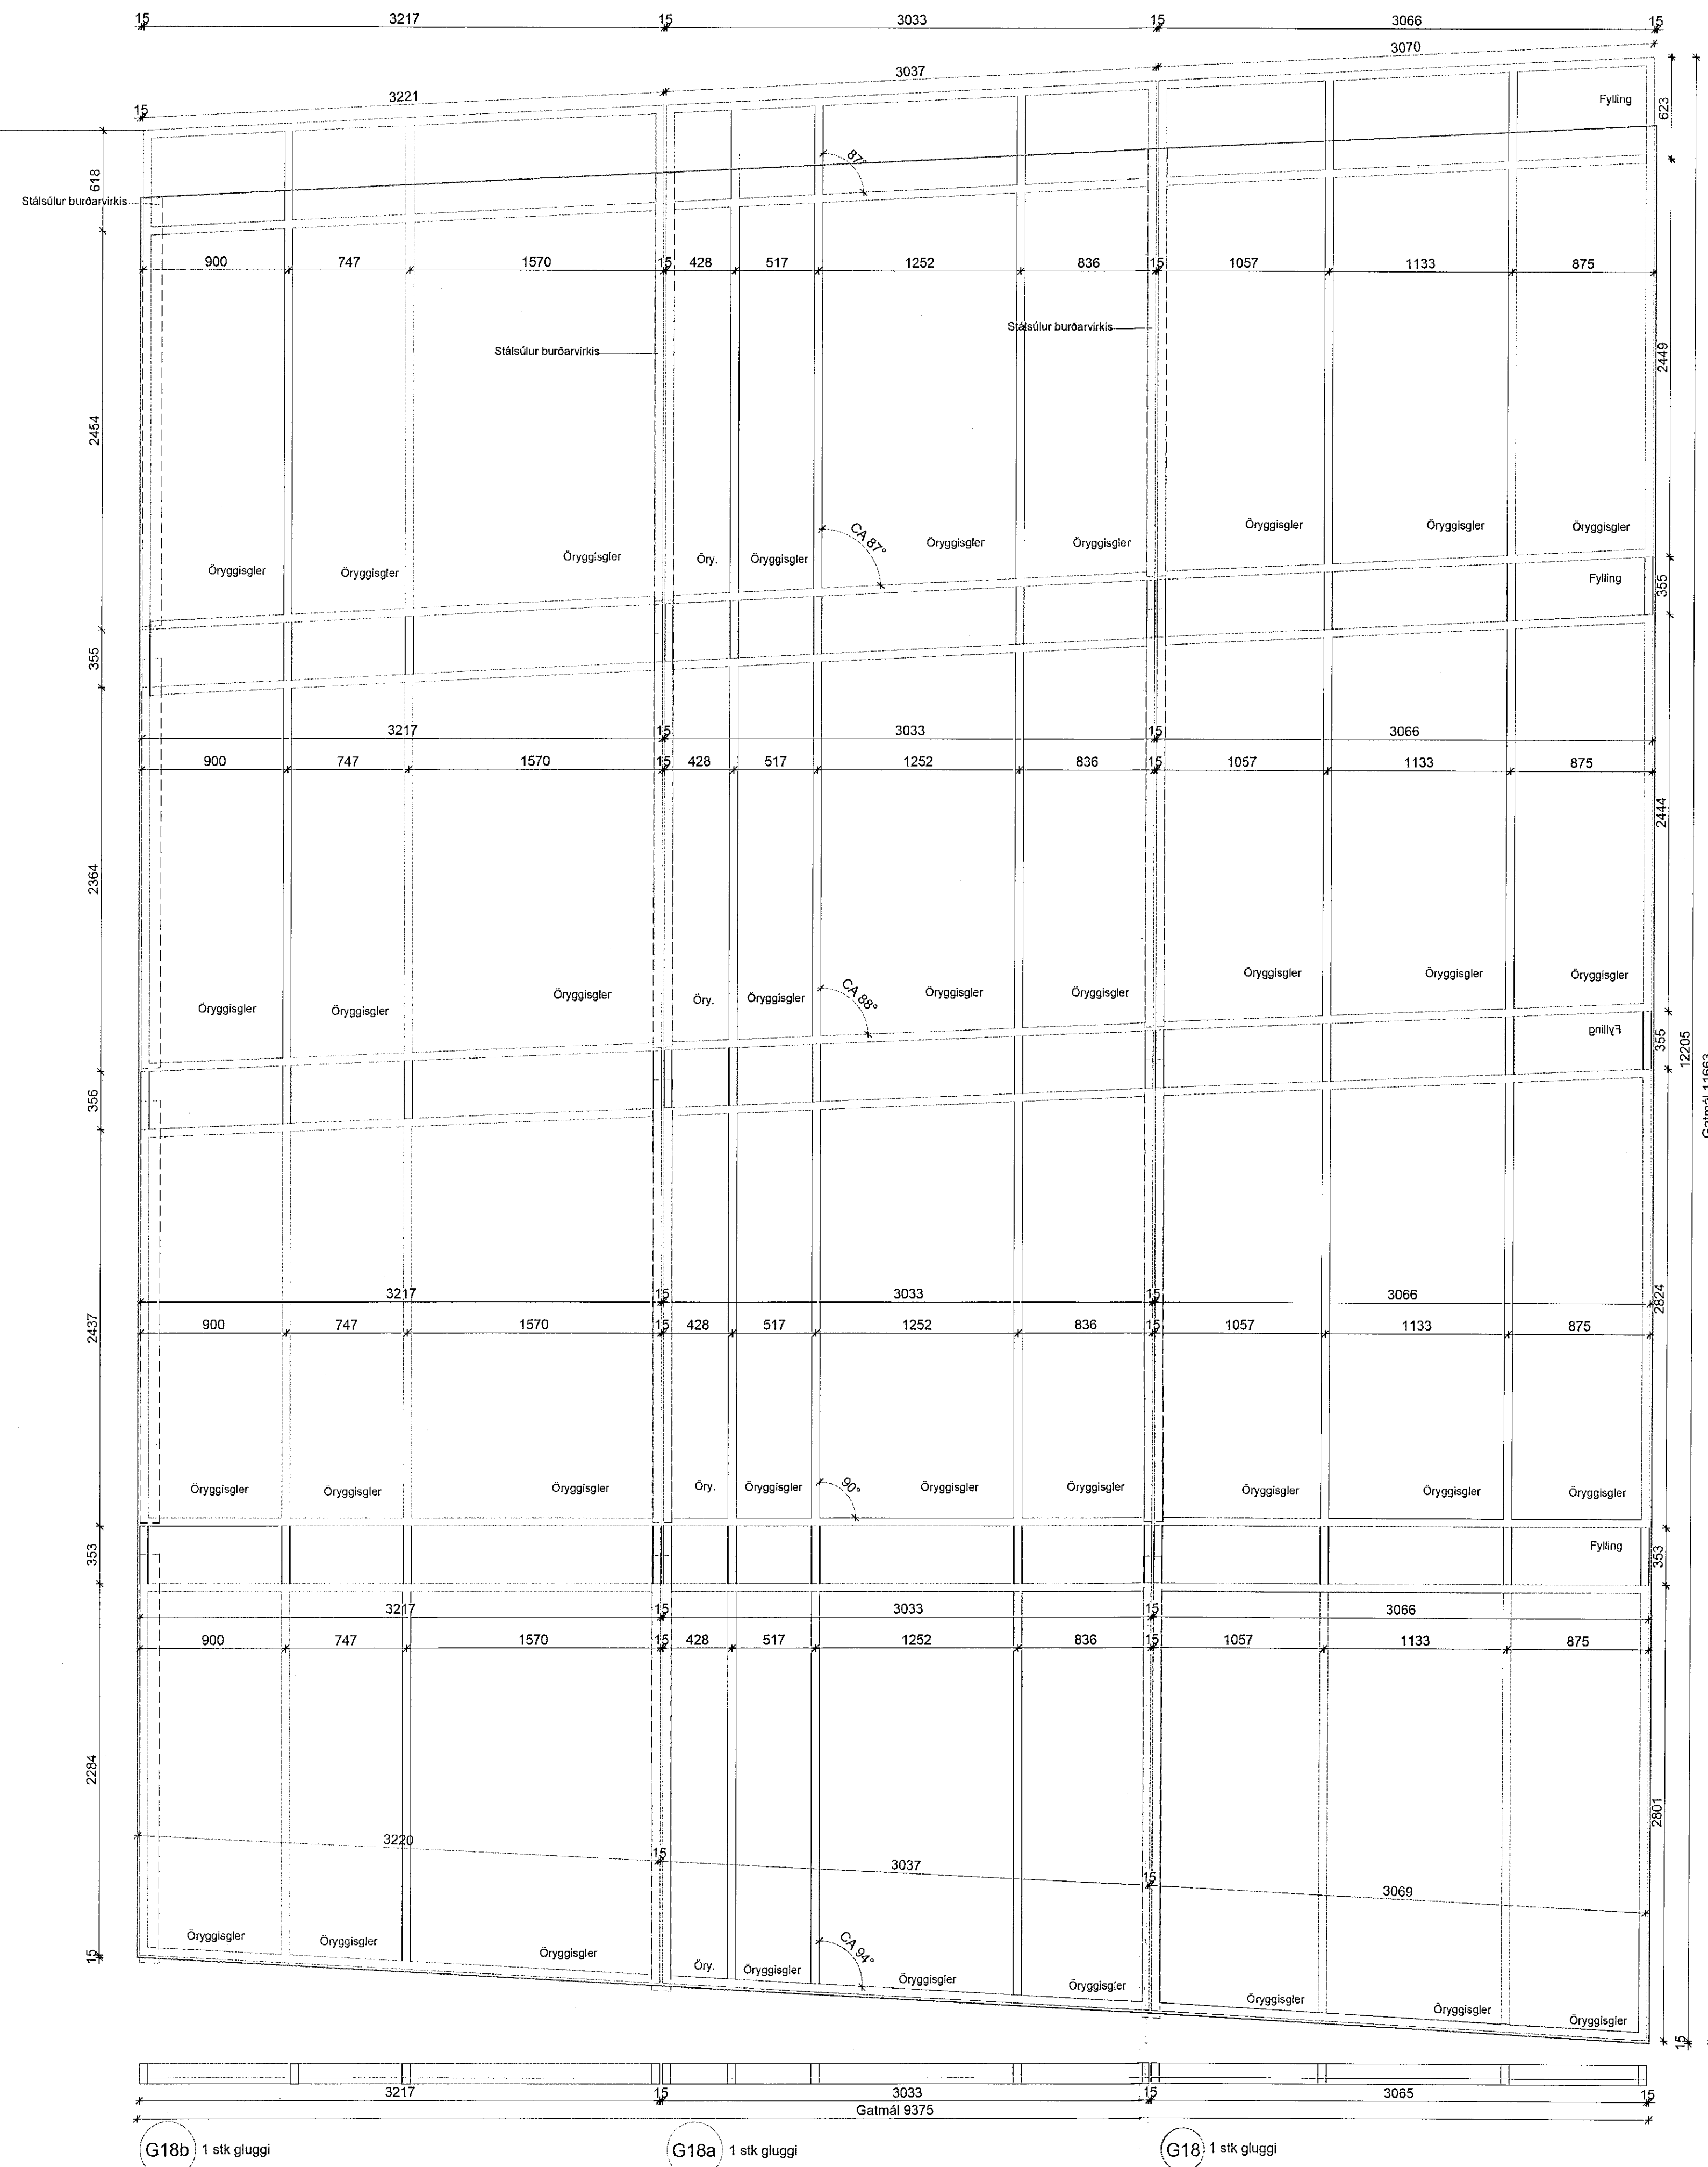 15 3217 15 3033 15 3066 15
15 3221 3037 3070
Fylling
623
618
87°
Stálsúlur burðarvirkis
900 747 1570 15 428 517 1252 836 15 1057 1133 875
Stálsúlur burðarvirkis
Stálsúlur burðarvirkis
2449
2454
Öryggisgler Öryggisgler Öryggisgler Öry. Öryggisgler CA 87° Öryggisgler Öryggisgler Öryggisgler Öryggisgler Öryggisgler
Fylling
355
355
3217 15 3033 15 3066
900 747 1570 15 428 517 1252 836 15 1057 1133 875
2444
2364
Öryggisgler Öryggisgler Öryggisgler Öry. Öryggisgler CA 88° Öryggisgler Öryggisgler Öryggisgler Öryggisgler Öryggisgler
Fylling
355
12205
Gatmál 11663
356
3217 15 3033 15 3066
2824
900 747 1570 15 428 517 1252 836 15 1057 1133 875
2437
Öryggisgler Öryggisgler Öryggisgler Öry. Öryggisgler 90° Öryggisgler Öryggisgler Öryggisgler Öryggisgler Öryggisgler
Fylling
353
353
3217 15 3033 15 3066
900 747 1570 15 428 517 1252 836 15 1057 1133 875
2284
2801
3220 15 3037 15 3069
Öryggisgler Öryggisgler Öryggisgler Öry. Öryggisgler CA 94° Öryggisgler Öryggisgler Öryggisgler Öryggisgler Öryggisgler
15
15
3217 15 3033 15 3065 15
Gatmál 9375
G18b 1 stk gluggi
G18a 1 stk gluggi
G18 1 stk gluggi